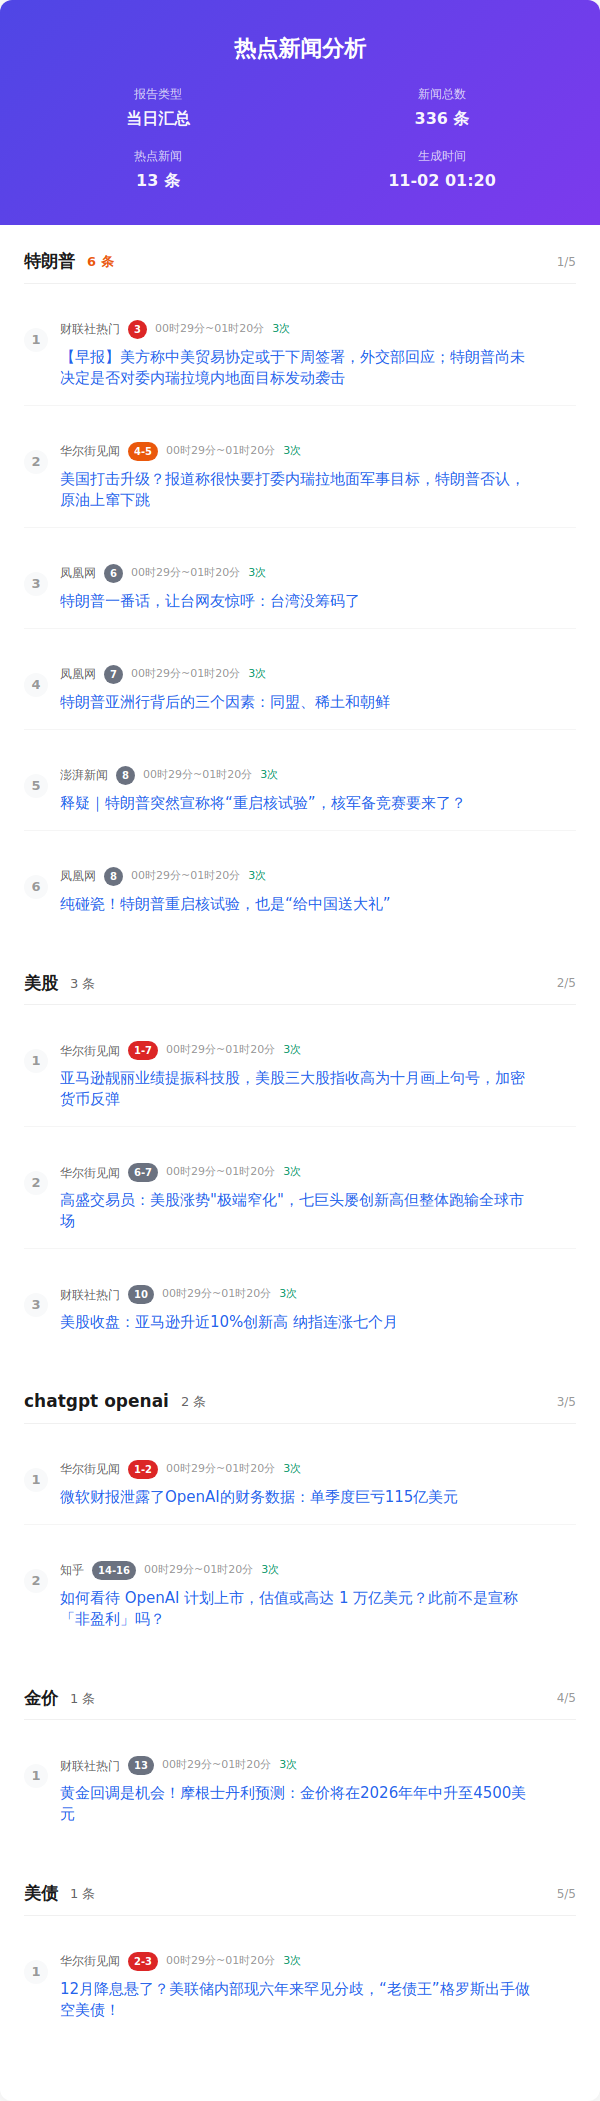 热点新闻分析
报告类型
新闻总数
当日汇总
336 条
热点新闻
生成时间
13 条
11-02 01:20
特朗普 6 条 1/5
1
财联社热门 3 00时29分~01时20分 3次
【早报】美方称中美贸易协定或于下周签署，外交部回应；特朗普尚未
决定是否对委内瑞拉境内地面目标发动袭击
2
华尔街见闻 4-5 00时29分~01时20分 3次
美国打击升级？报道称很快要打委内瑞拉地面军事目标，特朗普否认，
原油上窜下跳
3
凤凰网 6 00时29分~01时20分 3次
特朗普一番话，让台网友惊呼：台湾没筹码了
4
凤凰网 7 00时29分~01时20分 3次
特朗普亚洲行背后的三个因素：同盟、稀土和朝鲜
5
澎湃新闻 8 00时29分~01时20分 3次
释疑｜特朗普突然宣称将“重启核试验”，核军备竞赛要来了？
6
凤凰网 8 00时29分~01时20分 3次
纯碰瓷！特朗普重启核试验，也是“给中国送大礼”
美股 3 条 2/5
1
华尔街见闻 1-7 00时29分~01时20分 3次
亚马逊靓丽业绩提振科技股，美股三大股指收高为十月画上句号，加密
货币反弹
2
华尔街见闻 6-7 00时29分~01时20分 3次
高盛交易员：美股涨势"极端窄化"，七巨头屡创新高但整体跑输全球市
场
3
财联社热门 10 00时29分~01时20分 3次
美股收盘：亚马逊升近10%创新高 纳指连涨七个月
chatgpt openai 2 条 3/5
1
华尔街见闻 1-2 00时29分~01时20分 3次
微软财报泄露了OpenAI的财务数据：单季度巨亏115亿美元
2
知乎 14-16 00时29分~01时20分 3次
如何看待 OpenAI 计划上市，估值或高达 1 万亿美元？此前不是宣称
「非盈利」吗？
金价 1 条 4/5
1
财联社热门 13 00时29分~01时20分 3次
黄金回调是机会！摩根士丹利预测：金价将在2026年年中升至4500美
元
美债 1 条 5/5
1
华尔街见闻 2-3 00时29分~01时20分 3次
12月降息悬了？美联储内部现六年来罕见分歧，“老债王”格罗斯出手做
空美债！